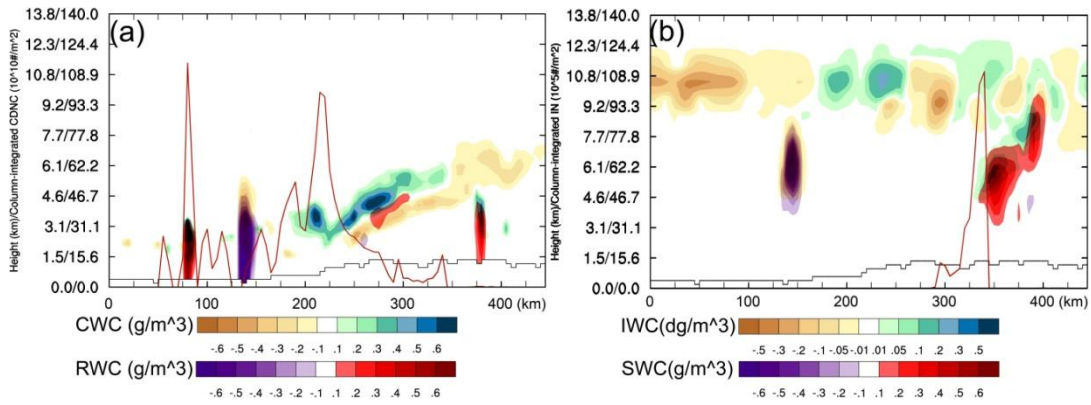 (a)
Height (km)/Column-integrated CDNC (10^10#/m^2)
13.8/140.0
12.3/124.4
10.8/108.9
9.2/93.3
7.7/77.8
6.1/62.2
4.6/46.7
3.1/31.1
1.5/15.6
0.0/0.0
0 100 200 300 400 (km)
CWC (g/m^3)
-.6 -.5 -.4 -.3 -.2 -.1 .1 .2 .3 .4 .5 .6
RWC (g/m^3)
-.6 -.5 -.4 -.3 -.2 -.1 .1 .2 .3 .4 .5 .6
(b)
Height (km)/Column-integrated IN (10^5#/m^2)
13.8/140.0
12.3/124.4
10.8/108.9
9.2/93.3
7.7/77.8
6.1/62.2
4.6/46.7
3.1/31.1
1.5/15.6
0.0/0.0
0 100 200 300 400 (km)
IWC(dg/m^3)
-.5 -.3 -.2 -.1 -.05 -.01 .01 .05 .1 .2 .3 .5
SWC(g/m^3)
-.6 -.5 -.4 -.3 -.2 -.1 .1 .2 .3 .4 .5 .6